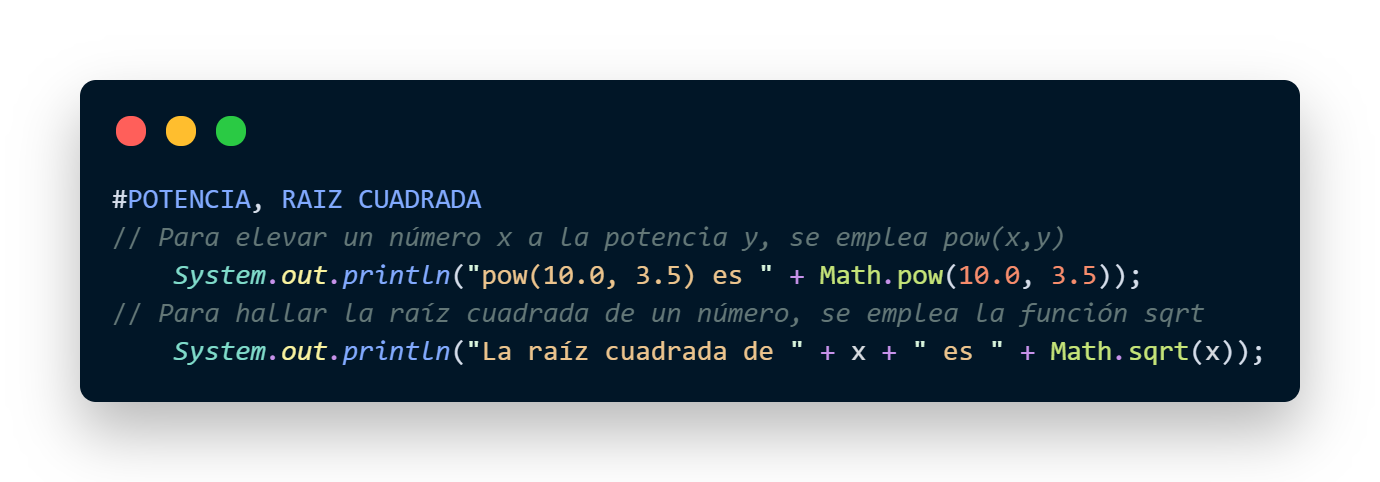 #POTENCIA, RAIZ CUADRADA
// Para elevar un número x a la potencia y, se emplea pow(x,y)
    System.out.println("pow(10.0, 3.5) es " + Math.pow(10.0, 3.5));
// Para hallar la raíz cuadrada de un número, se emplea la función sqrt
    System.out.println("La raíz cuadrada de " + x + " es " + Math.sqrt(x));